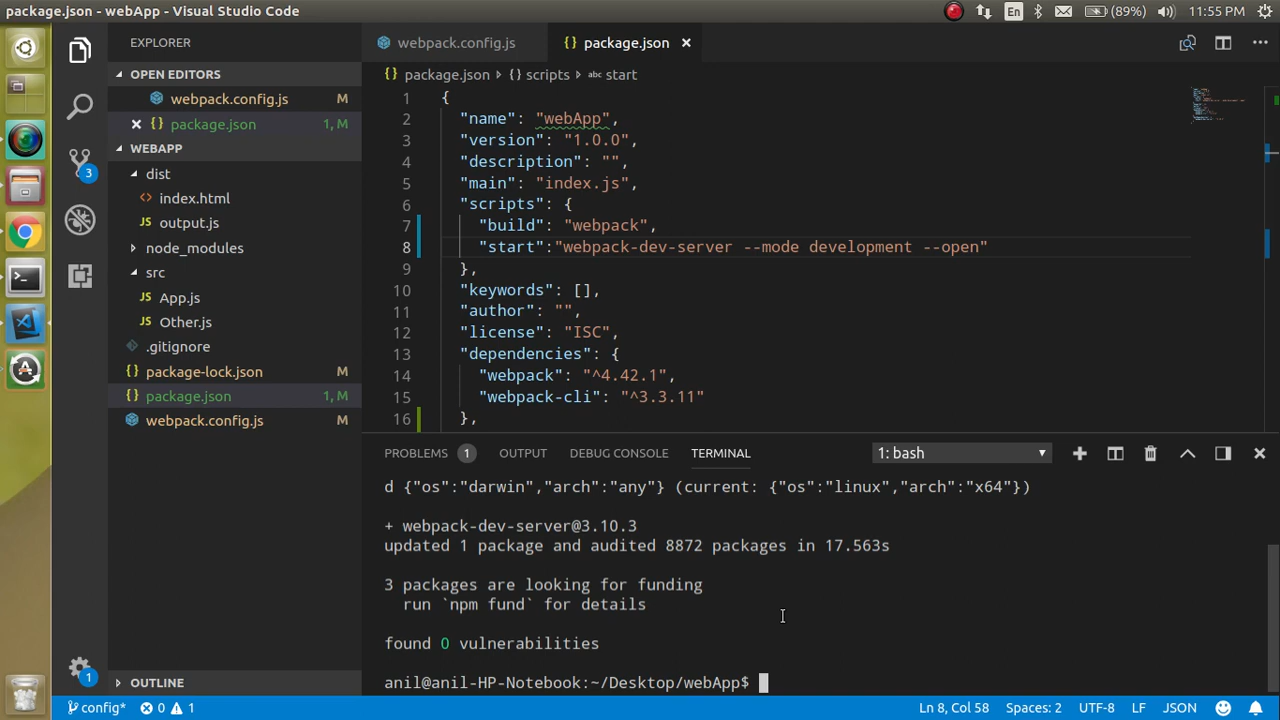 package.json - webApp - Visual Studio Code
En
(89%)
11:55 PM
EXPLORER
OPEN EDITORS
webpack.config.js M
package.json 1, M
WEBAPP
dist
index.html
JS output.js
node_modules
src
JS App.js
JS Other.js
.gitignore
package-lock.json M
package.json 1, M
webpack.config.js M
OUTLINE
3
1
webpack.config.js
{} package.json
{} package.json > {} scripts > abc start
1 {
2 "name": "webApp",
3 "version": "1.0.0",
4 "description": "",
5 "main": "index.js",
6 "scripts": {
7 "build": "webpack",
8 "start":"webpack-dev-server --mode development --open"
9 },
10 "keywords": [],
11 "author": "",
12 "license": "ISC",
13 "dependencies": {
14 "webpack": "^4.42.1",
15 "webpack-cli": "^3.3.11"
16 },
PROBLEMS 1 OUTPUT DEBUG CONSOLE TERMINAL 1: bash
d {"os":"darwin","arch":"any"} (current: {"os":"linux","arch":"x64"})
+ webpack-dev-server@3.10.3
updated 1 package and audited 8872 packages in 17.563s
3 packages are looking for funding
run `npm fund` for details
found 0 vulnerabilities
anil@anil-HP-Notebook:~/Desktop/webApp$
config* 0 1 Ln 8, Col 58 Spaces: 2 UTF-8 LF JSON